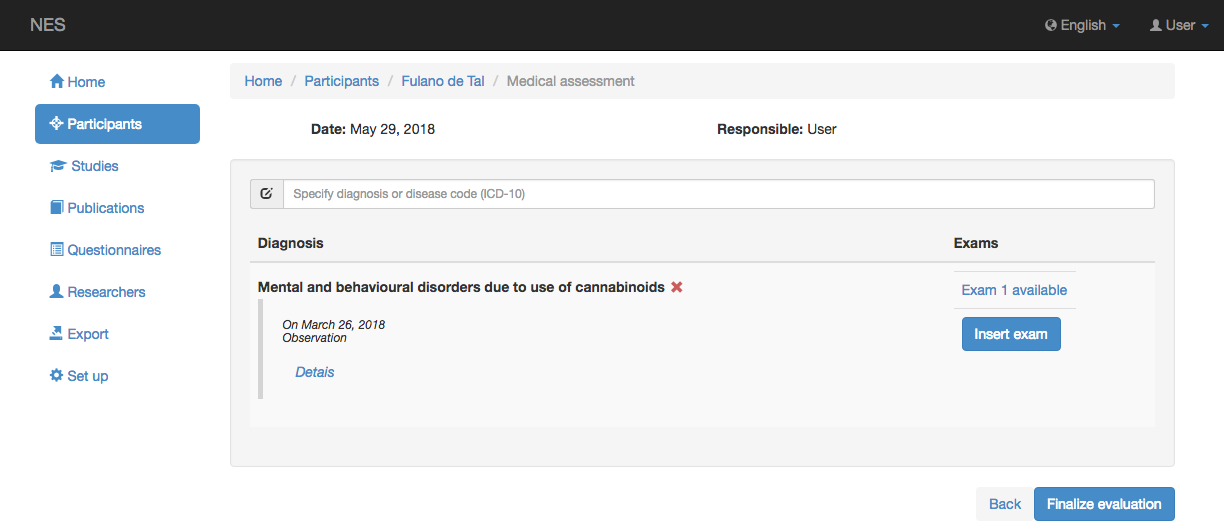 NES
English
User
Home
Participants
Studies
Publications
Questionnaires
Researchers
Export
Set up
Home / Participants / Fulano de Tal / Medical assessment
Date: May 29, 2018
Responsible: User
Specify diagnosis or disease code (ICD-10)
Diagnosis
Exams
Mental and behavioural disorders due to use of cannabinoids
On March 26, 2018
Observation
Detais
Exam 1 available
Insert exam
Back
Finalize evaluation